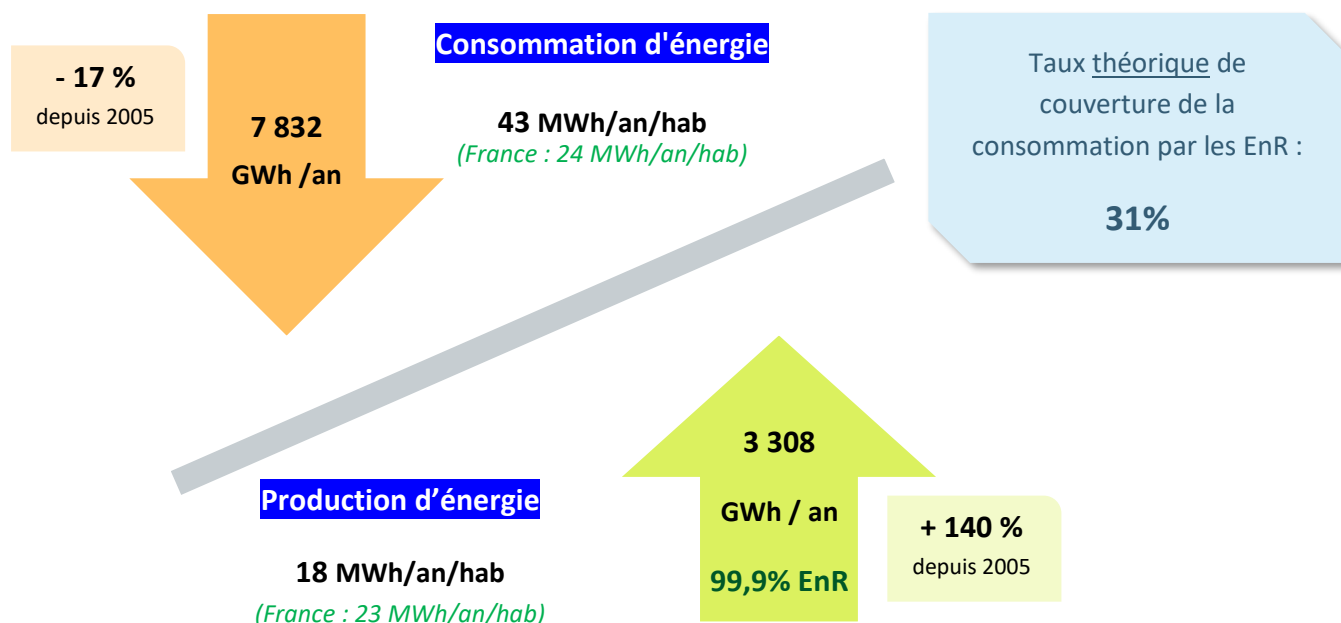 - 17 %
depuis 2005
7 832
GWh /an
Consommation d'énergie
43 MWh/an/hab
(France : 24 MWh/an/hab)
Taux théorique de
couverture de la
consommation par les EnR :
31%
Production d’énergie
18 MWh/an/hab
(France : 23 MWh/an/hab)
3 308
GWh / an
99,9% EnR
+ 140 %
depuis 2005